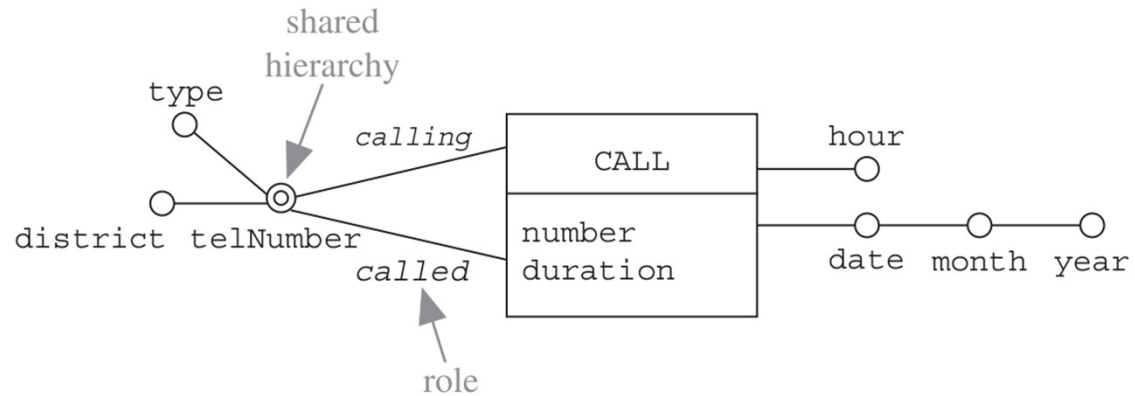 shared
hierarchy
type
calling
CALL
hour
district telNumber
number
duration
called
date month year
role